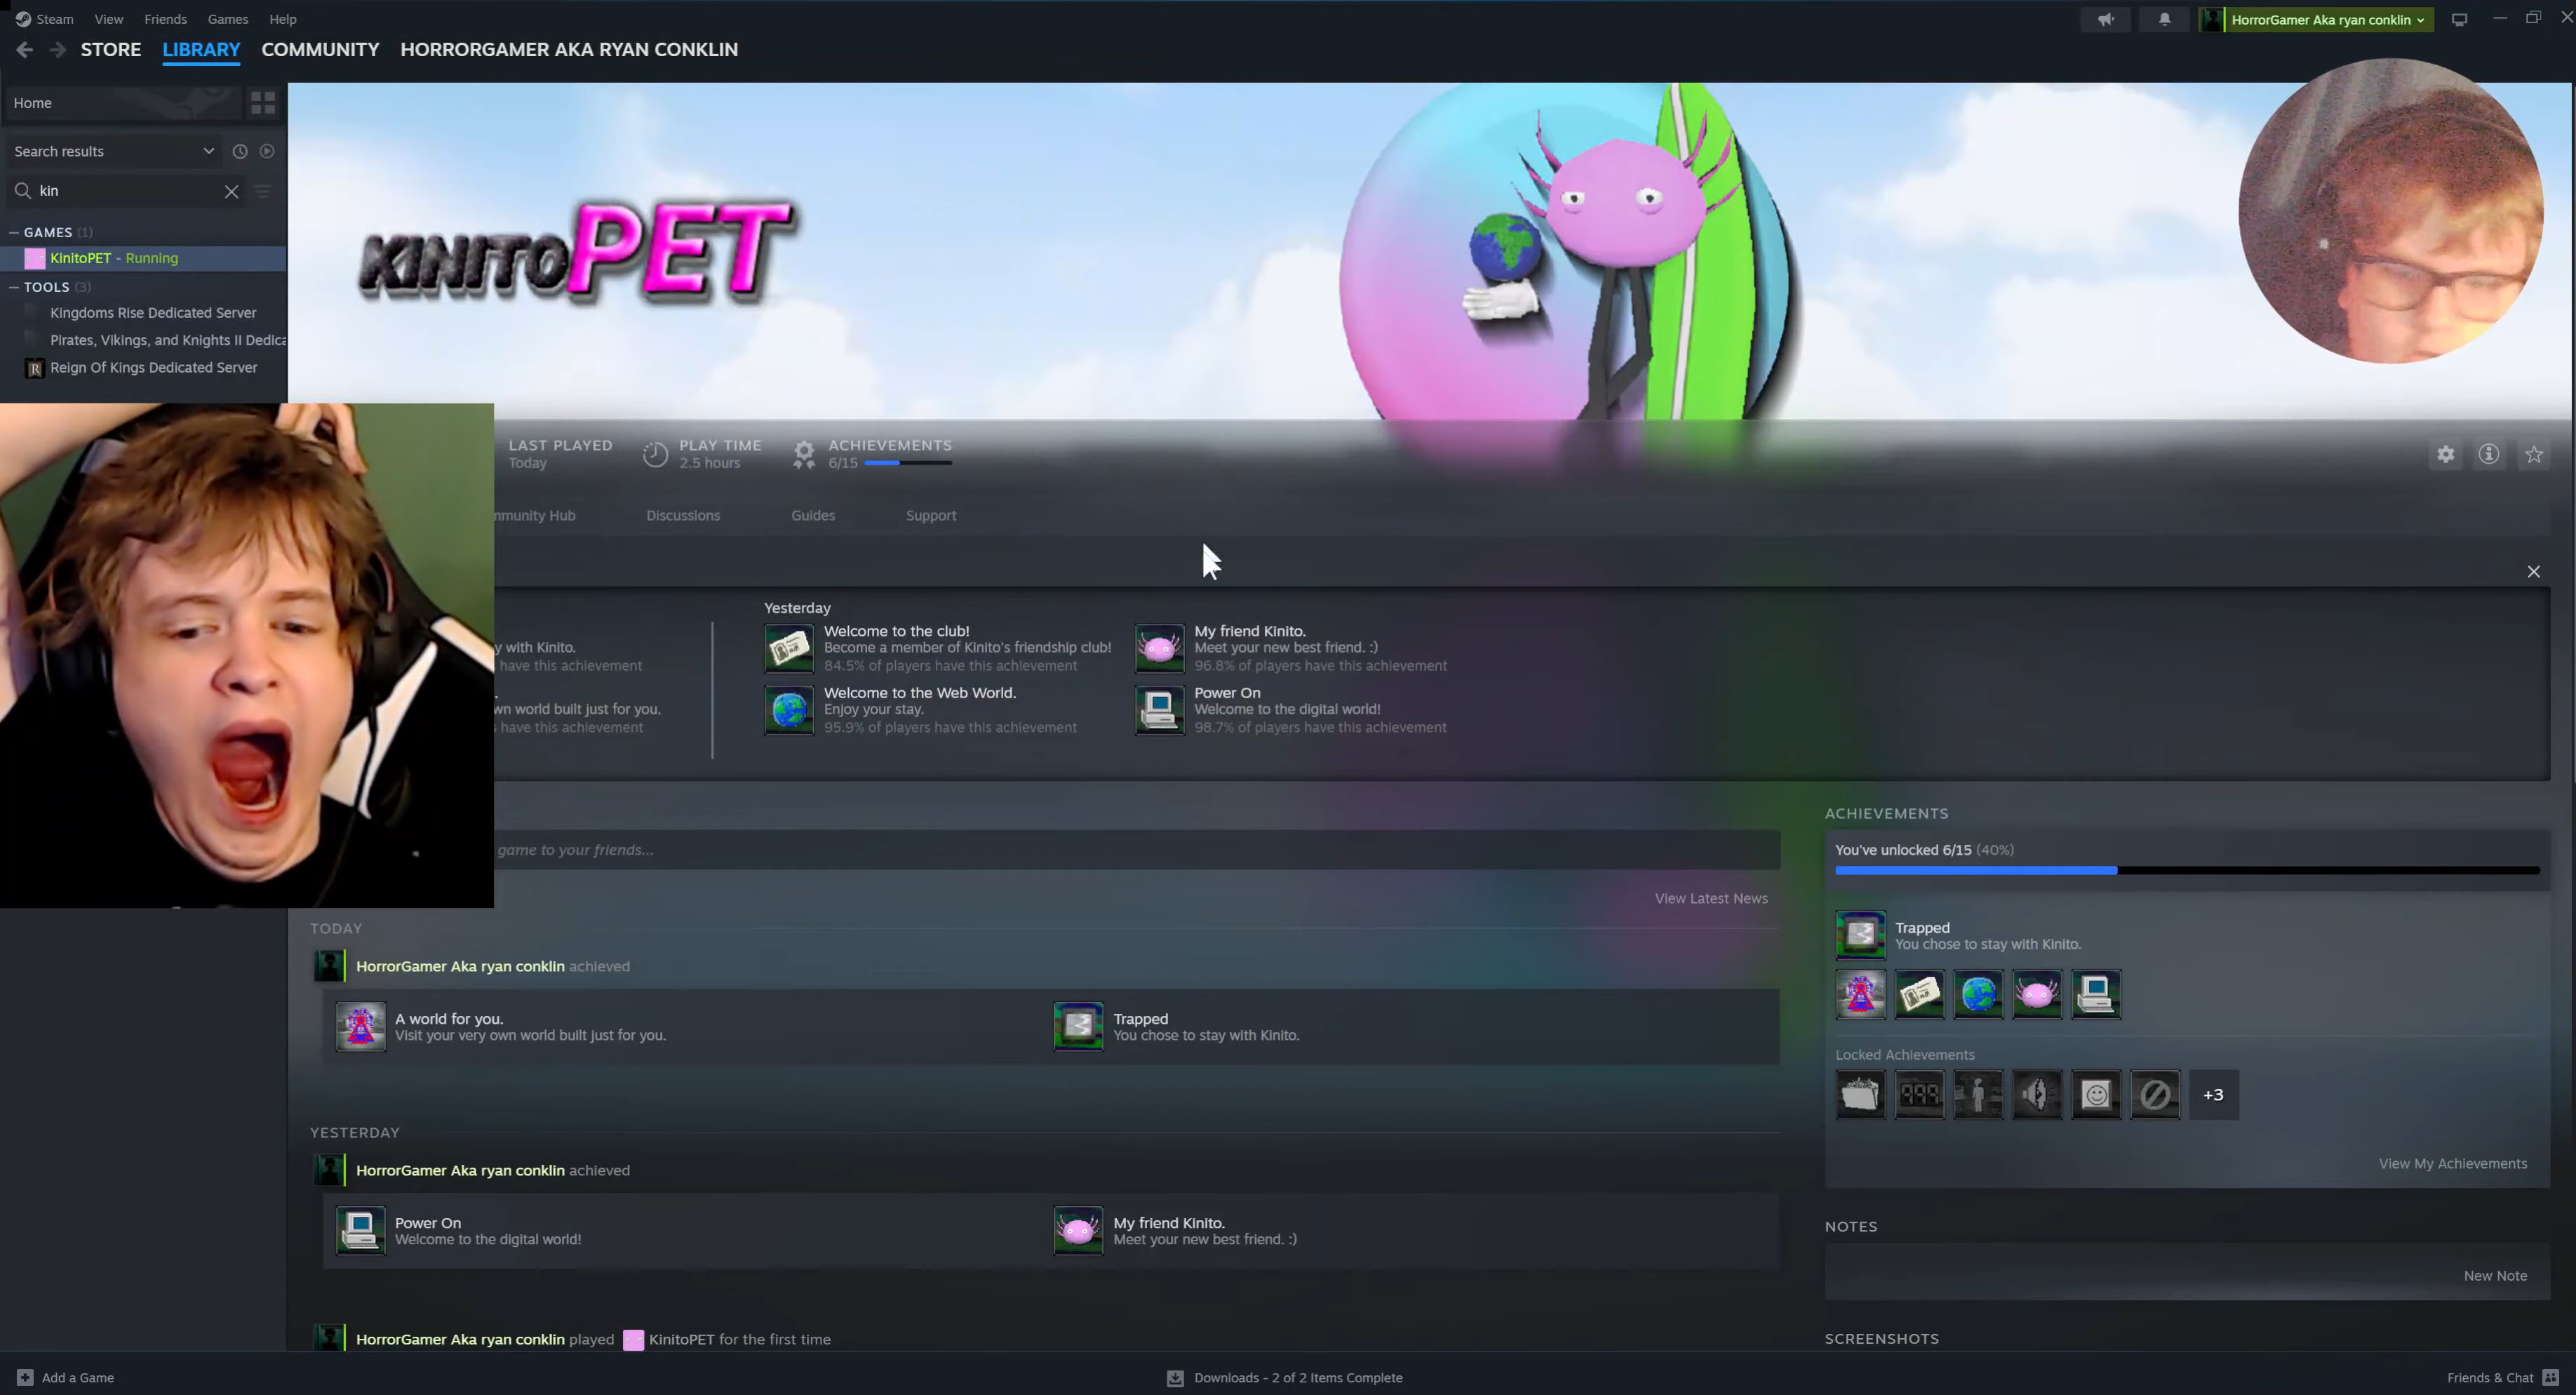 Steam View Friends Games Help
HorrorGamer Aka ryan conklin
STORE LIBRARY COMMUNITY HORRORGAMER AKA RYAN CONKLIN
Home
Search results
kin
GAMES (1)
KinitoPET - Running
TOOLS (3)
Kingdoms Rise Dedicated Server
Pirates, Vikings, and Knights II Dedica
Reign Of Kings Dedicated Server
KINITOPET
LAST PLAYED
Today
PLAY TIME
2.5 hours
ACHIEVEMENTS
6/15
mmunity Hub Discussions Guides Support
y with Kinito.
have this achievement
wn world built just for you.
have this achievement
Yesterday
Welcome to the club!
Become a member of Kinito's friendship club!
84.5% of players have this achievement
My friend Kinito.
Meet your new best friend. :)
96.8% of players have this achievement
Welcome to the Web World.
Enjoy your stay.
95.9% of players have this achievement
Power On
Welcome to the digital world!
98.7% of players have this achievement
game to your friends...
View Latest News
TODAY
HorrorGamer Aka ryan conklin achieved
A world for you.
Visit your very own world built just for you.
Trapped
You chose to stay with Kinito.
YESTERDAY
HorrorGamer Aka ryan conklin achieved
Power On
Welcome to the digital world!
My friend Kinito.
Meet your new best friend. :)
HorrorGamer Aka ryan conklin played KinitoPET for the first time
ACHIEVEMENTS
You've unlocked 6/15 (40%)
Trapped
You chose to stay with Kinito.
Locked Achievements
999
+3
View My Achievements
NOTES
New Note
SCREENSHOTS
Add a Game
Downloads - 2 of 2 Items Complete
Friends & Chat